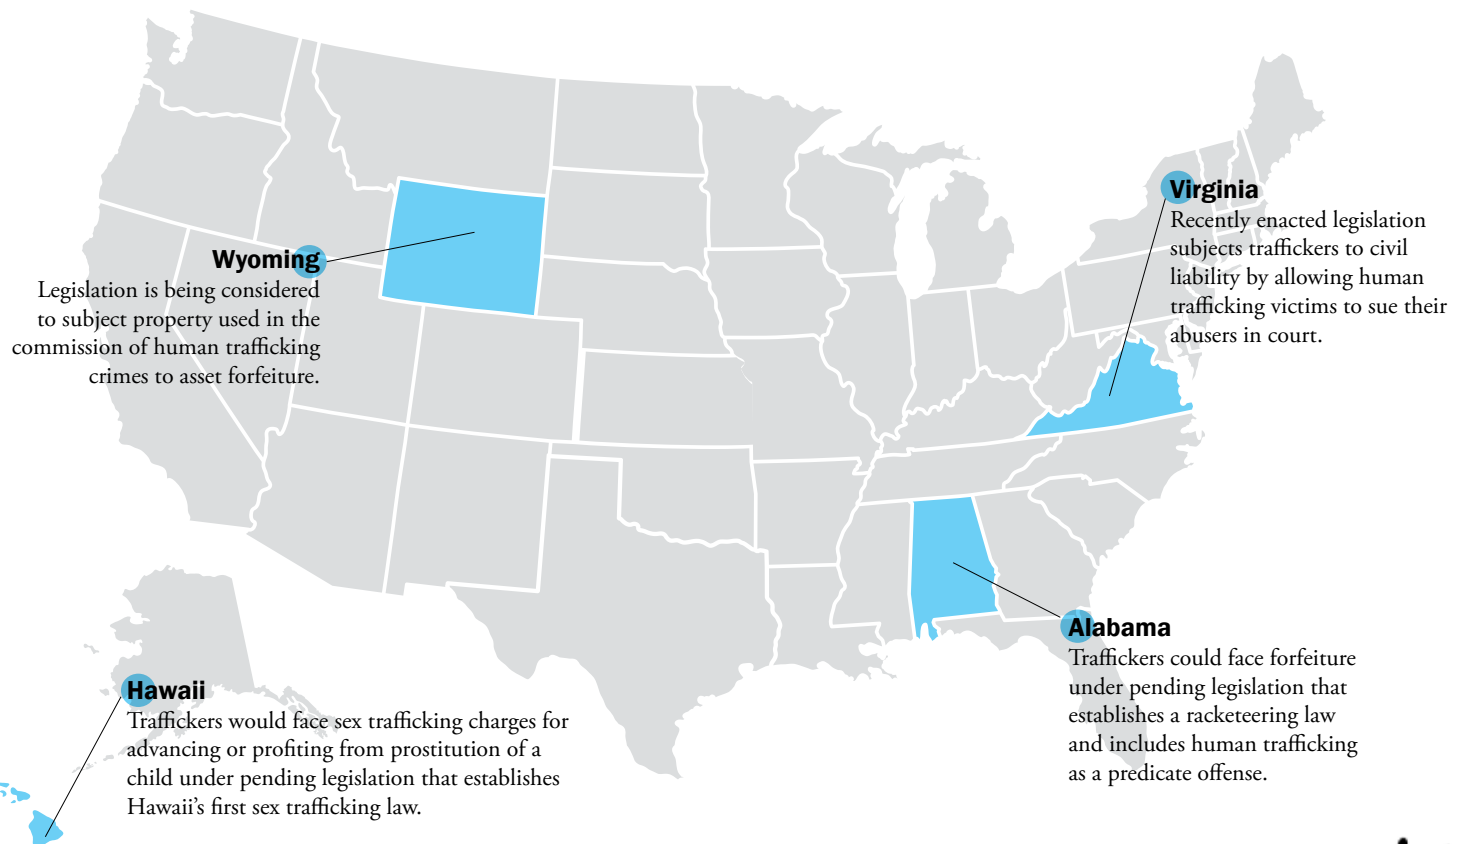 Virginia
Recently enacted legislation
subjects traffickers to civil
liability by allowing human
trafficking victims to sue their
abusers in court.
Wyoming
Legislation is being considered
to subject property used in the
commission of human trafficking
crimes to asset forfeiture.
Alabama
Traffickers could face forfeiture
under pending legislation that
establishes a racketeering law
and includes human trafficking
as a predicate offense.
Hawaii
Traffickers would face sex trafficking charges for
advancing or profiting from prostitution of a
child under pending legislation that establishes
Hawaii’s first sex trafficking law.